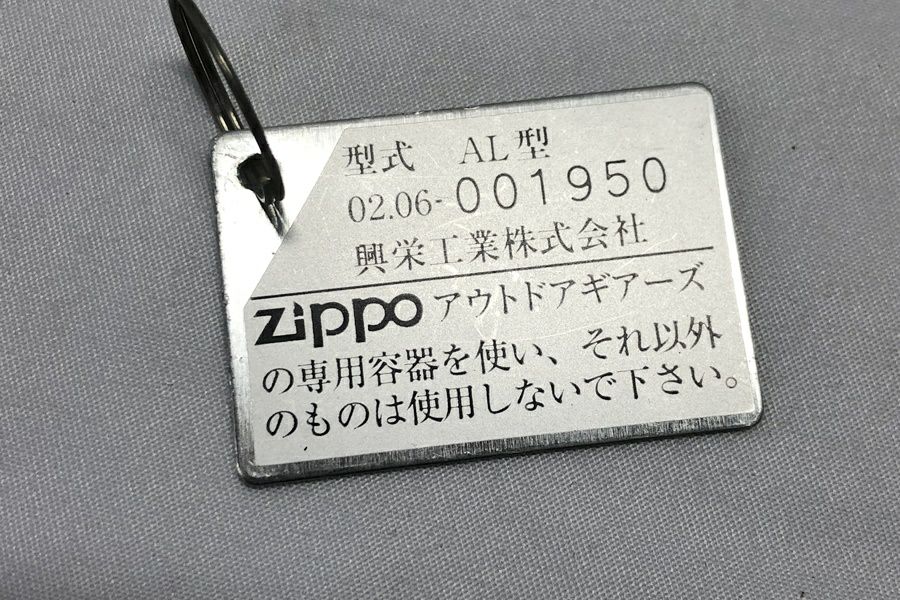 型式 AL型
02.06-001950
興栄工業株式会社
Zippo アウトドアギアーズ
の専用容器を使い、それ以外
のものは使用しないで下さい。